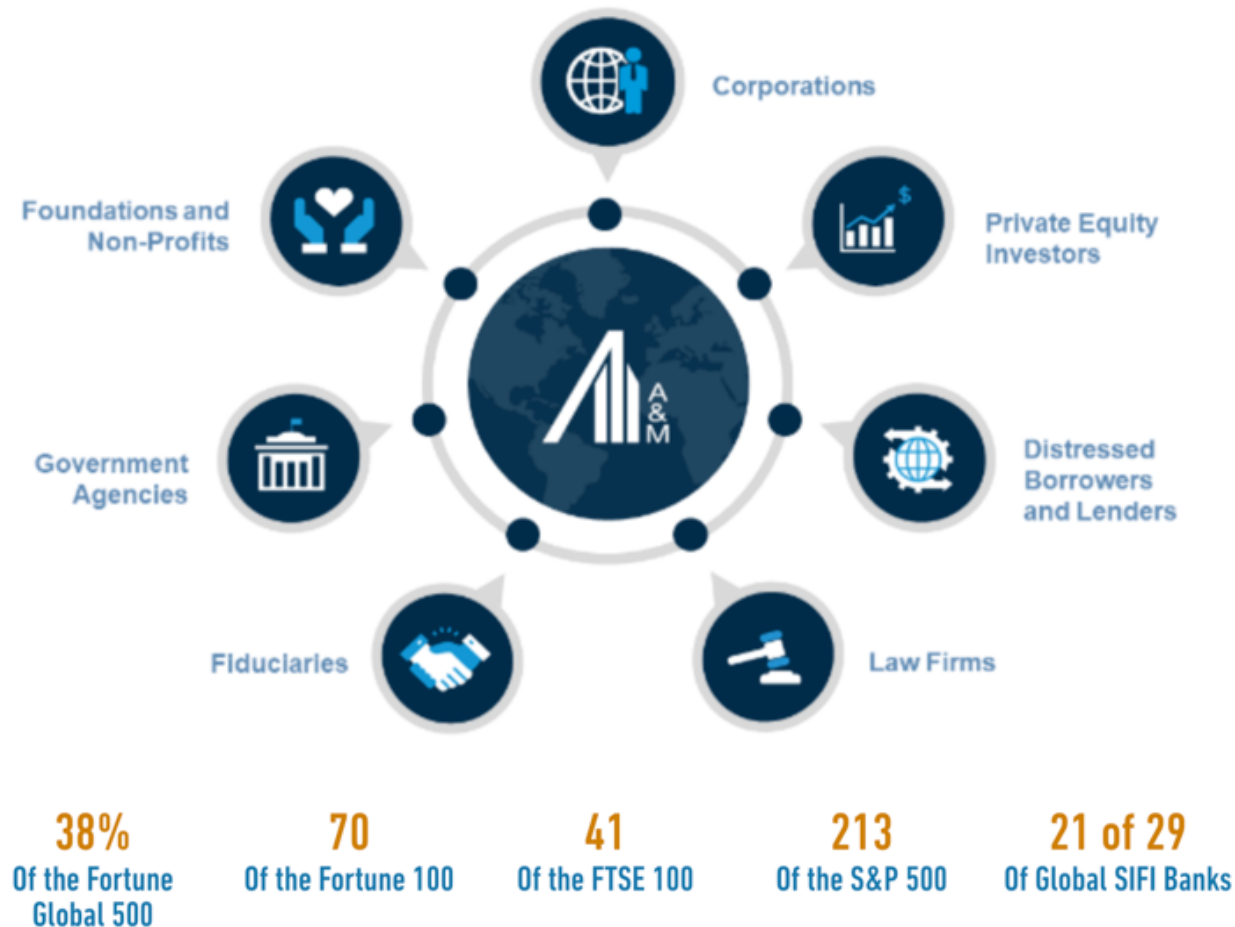 Corporations
Foundations and
Non-Profits
Private Equity
Investors
$
A
&
M
Government
Agencies
Distressed
Borrowers
and Lenders
Fiduciaries
Law Firms
38%
Of the Fortune
Global 500
70
Of the Fortune 100
41
Of the FTSE 100
213
Of the S&P 500
21 of 29
Of Global SIFI Banks